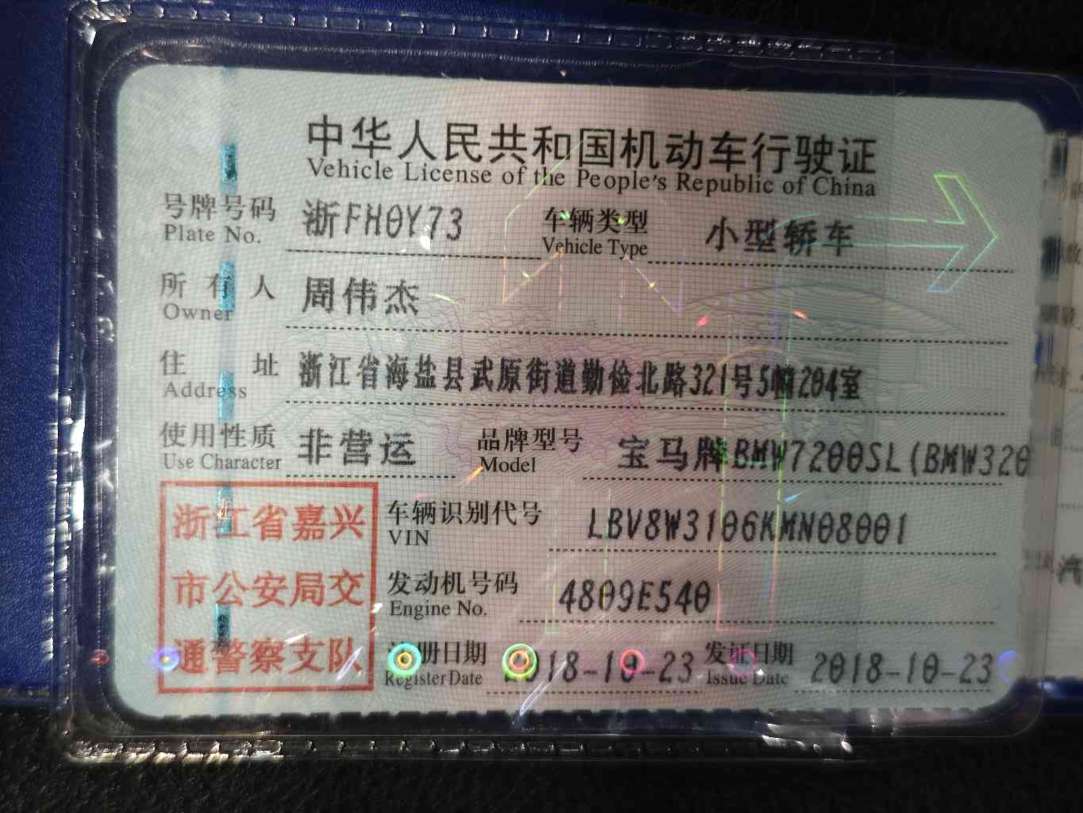 中华人民共和国机动车行驶证
Vehicle License of the People's Republic of China
号牌号码 浙FH0Y73 车辆类型 小型轿车
Plate No. Vehicle Type
所有人 周伟杰
Owner
住址 浙江省海盐县武原街道勤俭北路321号5幢204室
Address
使用性质 非营运 品牌型号 宝马牌BMW7200SL(BMW320
Use Character Model
浙江省嘉兴
市公安局交
通警察支队
车辆识别代号 LBV8W3106KMN08001
VIN
发动机号码 4809E540
Engine No.
注册日期 2018-10-23 发证日期 2018-10-23
Register Date Issue Date